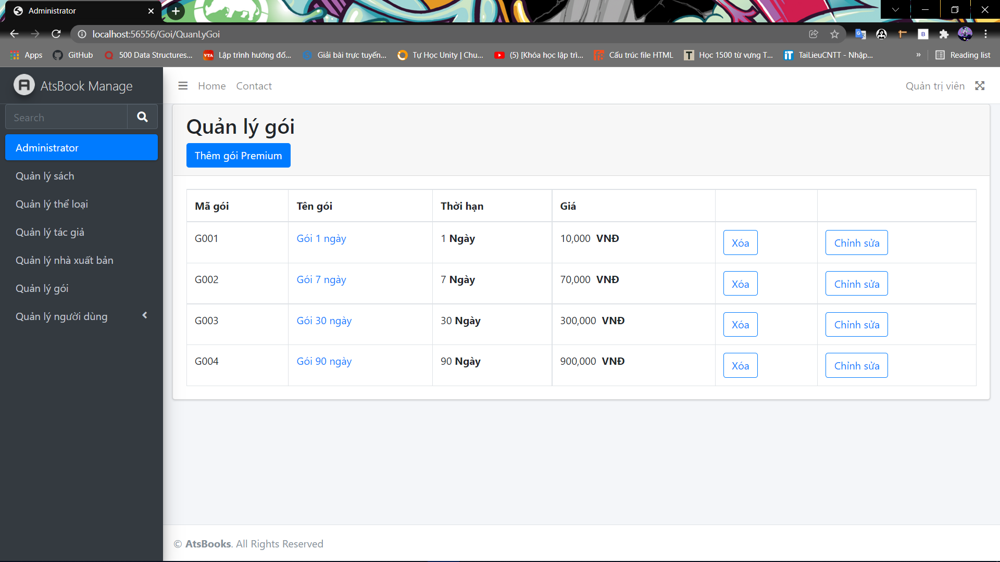 Administrator
localhost:56556/Goi/QuanLyGoi
Apps
GitHub
500 Data Structures...
Lập trình hướng đố...
Giải bài trực tuyến...
Tự Học Unity | Chu...
(5) [Khóa học lập trì...
Cấu trúc file HTML
Học 1500 từ vựng T...
TaiLieuCNTT - Nhập...
»
Reading list
AtsBook Manage
Home
Contact
Quản trị viên
Search
Administrator
Quản lý sách
Quản lý thể loại
Quản lý tác giả
Quản lý nhà xuất bản
Quản lý gói
Quản lý người dùng
Quản lý gói
Thêm gói Premium
Mã gói Tên gói Thời hạn Giá
G001 Gói 1 ngày 1 Ngày 10,000 VNĐ Xóa Chỉnh sửa
G002 Gói 7 ngày 7 Ngày 70,000 VNĐ Xóa Chỉnh sửa
G003 Gói 30 ngày 30 Ngày 300,000 VNĐ Xóa Chỉnh sửa
G004 Gói 90 ngày 90 Ngày 900,000 VNĐ Xóa Chỉnh sửa
© AtsBooks. All Rights Reserved